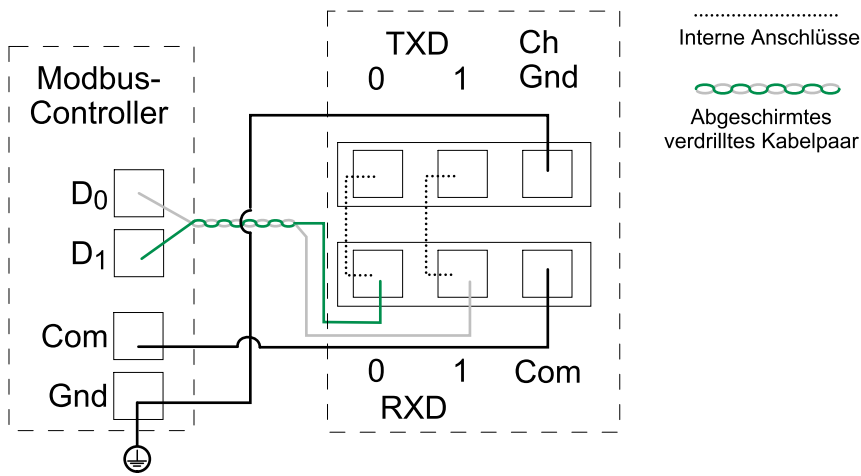 Modbus-
Controller
D0
D1
Com
Gnd
TXD
0 1
Ch
Gnd
0 1
RXD
Com
Interne Anschlüsse
Abgeschirmtes
verdrilltes Kabelpaar